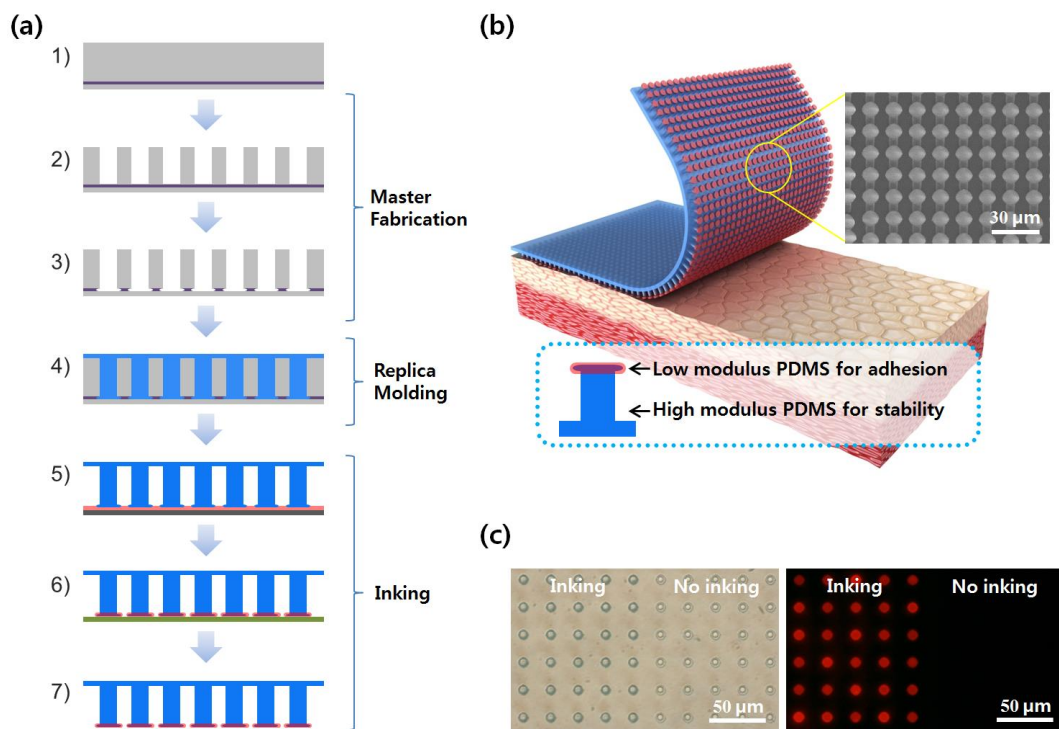 (a)
1)
2)
3)
4)
5)
6)
7)
Master
Fabrication
Replica
Molding
Inking
(b)
30 μm
Low modulus PDMS for adhesion
High modulus PDMS for stability
(c)
Inking
No inking
50 μm
Inking
No inking
50 μm